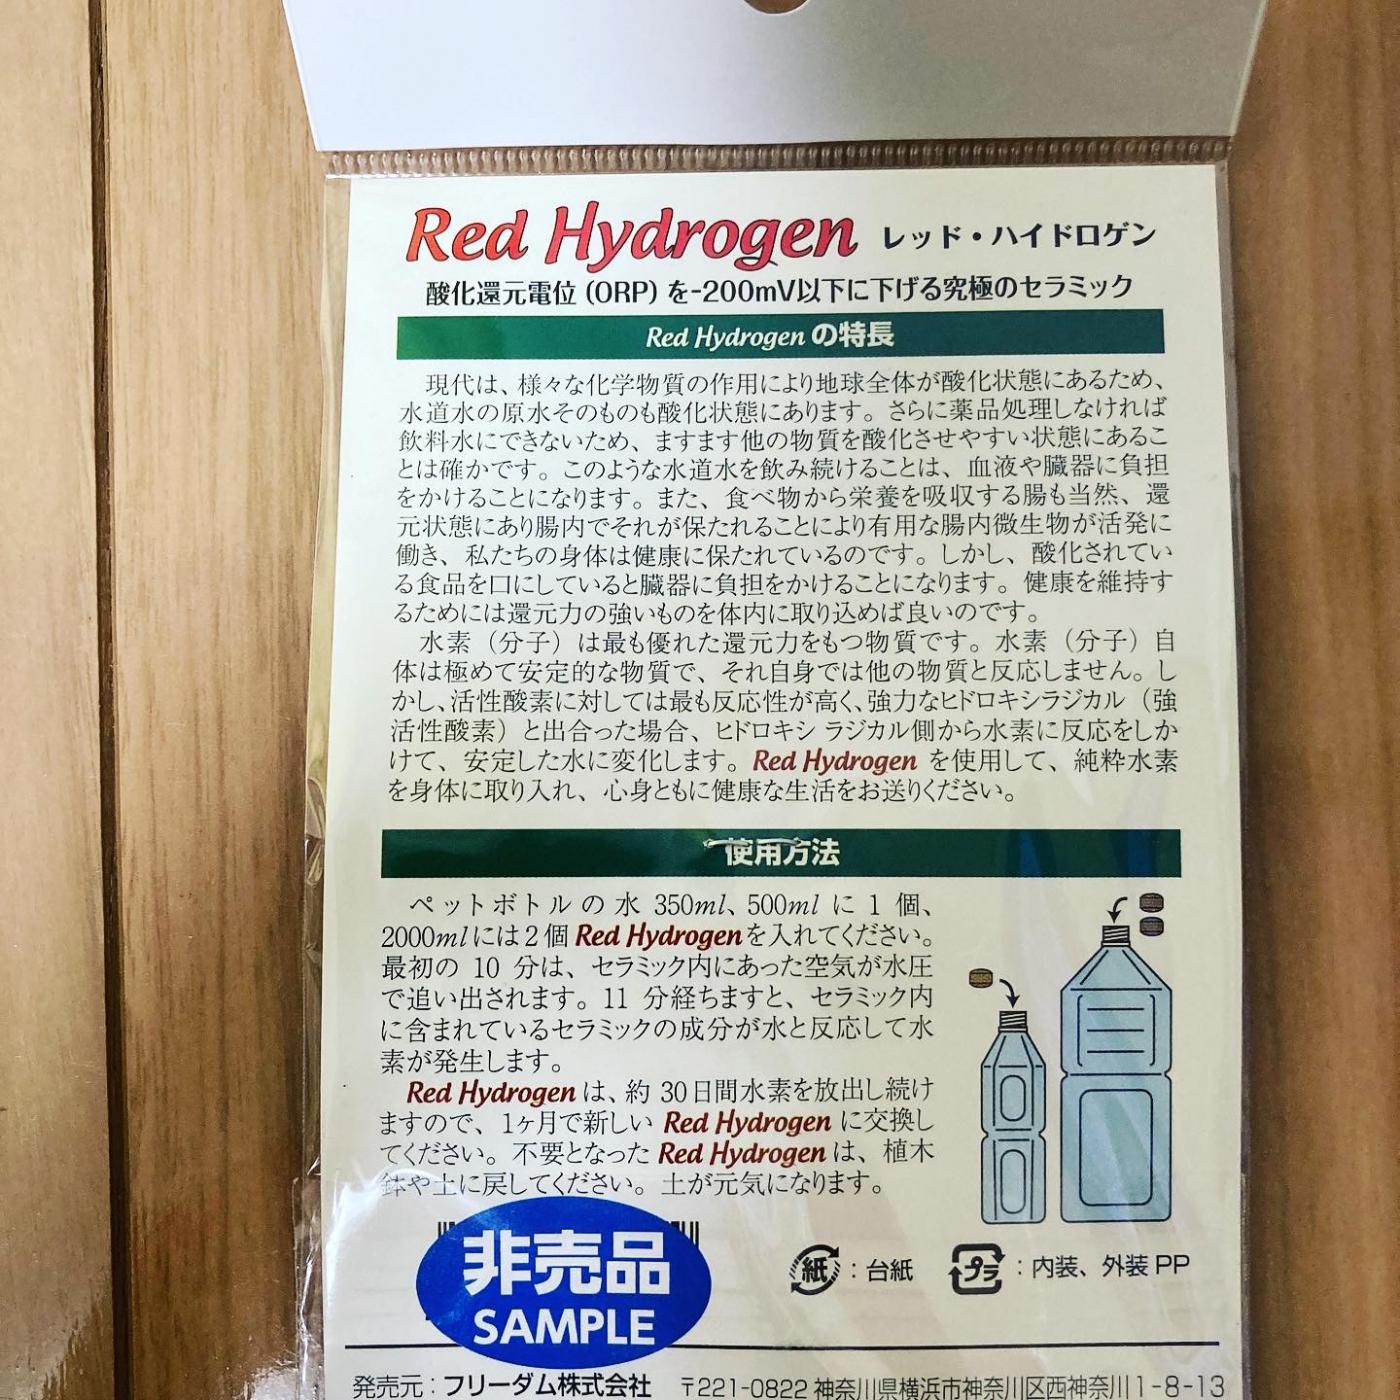 Red Hydrogen レッド・ハイドロゲン
酸化還元電位 (ORP) を-200mV以下に下げる究極のセラミック
Red Hydrogen の特長
現代は、様々な化学物質の作用により地球全体が酸化状態にあるため、
水道水の原水そのものも酸化状態にあります。さらに薬品処理しなければ
飲料水にできないため、ますます他の物質を酸化させやすい状態にあるこ
とは確かです。このような水道水を飲み続けることは、血液や臓器に負担
をかけることになります。また、食べ物から栄養を吸収する腸も当然、還
元状態にあり腸内でそれが保たれることにより有用な腸内微生物が活発に
働き、私たちの身体は健康に保たれているのです。しかし、酸化されてい
る食品を口にしていると臓器に負担をかけることになります。健康を維持す
るためには還元力の強いものを体内に取り込めば良いのです。
水素（分子）は最も優れた還元力をもつ物質です。水素（分子）自
体は極めて安定的な物質で、それ自身では他の物質と反応しません。し
かし、活性酸素に対しては最も反応性が高く、強力なヒドロキシラジカル（強
活性酸素）と出合った場合、ヒドロキシ ラジカル側から水素に反応をしか
けて、安定した水に変化します。Red Hydrogen を使用して、純粋水素
を身体に取り入れ、心身ともに健康な生活をお送りください。
使用方法
ペットボトルの水 350ml、500ml に 1 個、
2000mlには2個 Red Hydrogenを入れてください。
最初の 10 分は、セラミック内にあった空気が水圧
で追い出されます。11 分経ちますと、セラミック内
に含まれているセラミックの成分が水と反応して水
素が発生します。
Red Hydrogen は、約 30日間水素を放出し続け
ますので、1ヶ月で新しい Red Hydrogen に交換し
てください。不要となった Red Hydrogen は、植木
鉢や土に戻してください。土が元気になります。
非売品
SAMPLE
紙 : 台紙
プラ : 内装、外装 PP
発売元 : フリーダム株式会社 〒221-0822 神奈川県横浜市神奈川区西神奈川1-8-13